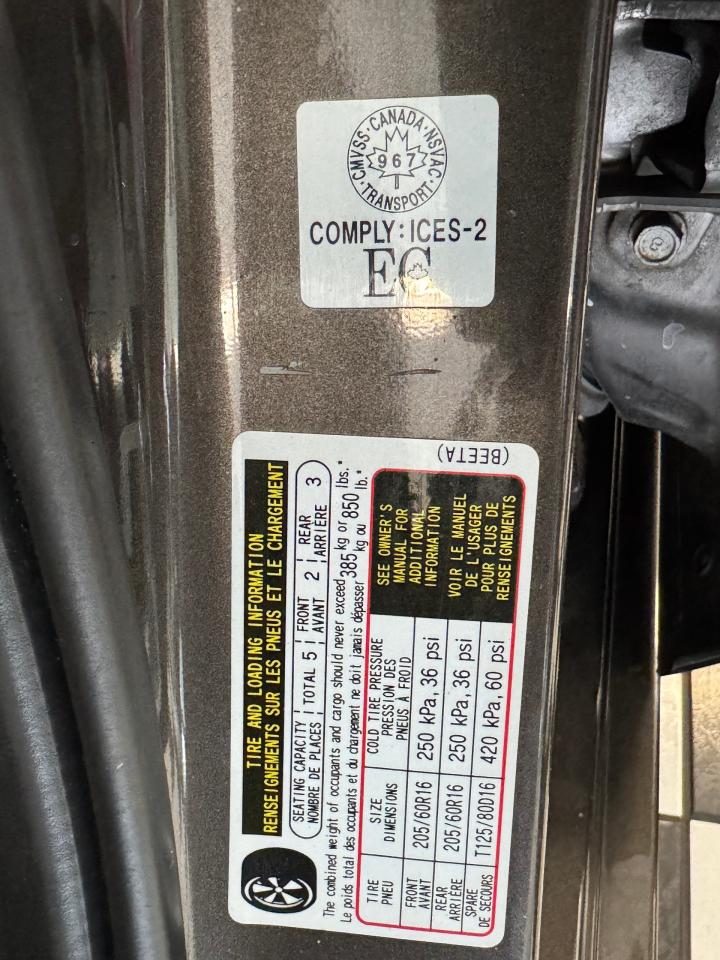 CMVSS · CANADA · NSVAC · TRANSPORT ·
967
COMPLY:ICES-2
EC
(BEETA)
TIRE AND LOADING INFORMATION
RENSEIGNEMENTS SUR LES PNEUS ET LE CHARGEMENT
SEATING CAPACITY TOTAL 5 FRONT 2 REAR 3
NOMBRE DE PLACES AVANT ARRIÈRE
The combined weight of occupants and cargo should never exceed 385 kg or 850 lbs.*
Le poids total des occupants et du chargement ne doit jamais dépasser kg ou lb.*
TIRE SIZE COLD TIRE PRESSURE
PNEU DIMENSIONS PRESSION DES
PNEUS À FROID
FRONT 205/60R16 250 kPa, 36 psi
AVANT
REAR 205/60R16 250 kPa, 36 psi
ARRIÈRE
SPARE T125/80D16 420 kPa, 60 psi
DE SECOURS
SEE OWNER'S
MANUAL FOR
ADDITIONAL
INFORMATION
VOIR LE MANUEL
DE L'USAGER
POUR PLUS DE
RENSEIGNEMENTS